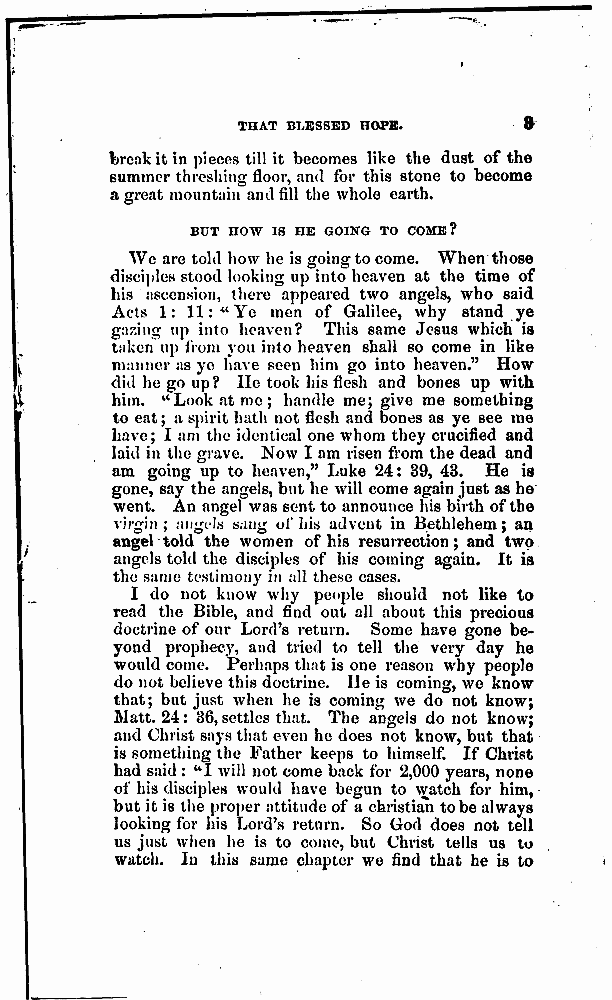 THAT BLESSED HOPE. 3
break it in pieces till it becomes like the dust of the
summer threshing floor, and for this stone to become
a great mountain and fill the whole earth.
BUT HOW IS HE GOING TO COME?
We are told how he is going to come. When those
disciples stood looking up into heaven at the time of
his ascension, there appeared two angels, who said
Acts 1: 11: "Ye men of Galilee, why stand ye
gazing up into heaven? This same Jesus which is
taken up from you into heaven shall so come in like
manner as ye have seen him go into heaven." How
did he go up? He took his flesh and bones up with
him. "Look at me; handle me; give me something
to eat; a spirit hath not flesh and bones as ye see me
have; I am the identical one whom they crucified and
laid in the grave. Now I am risen from the dead and
am going up to heaven," Luke 24: 39, 43. He is
gone, say the angels, but he will come again just as he
went. An angel was sent to announce his birth of the
virgin; angels sang of his advent in Bethlehem; an
angel told the women of his resurrection; and two
angels told the disciples of his coming again. It is
the same testimony in all these cases.
I do not know why people should not like to
read the Bible, and find out all about this precious
doctrine of our Lord's return. Some have gone be-
yond prophecy, and tried to tell the very day he
would come. Perhaps that is one reason why people
do not believe this doctrine. He is coming, we know
that; but just when he is coming we do not know;
Matt. 24: 36, settles that. The angels do not know;
and Christ says that even he does not know, but that
is something the Father keeps to himself. If Christ
had said: "I will not come back for 2,000 years, none
of his disciples would have begun to watch for him,
but it is the proper attitude of a christian to be always
looking for his Lord's return. So God does not tell
us just when he is to come, but Christ tells us to
watch. In this same chapter we find that he is to